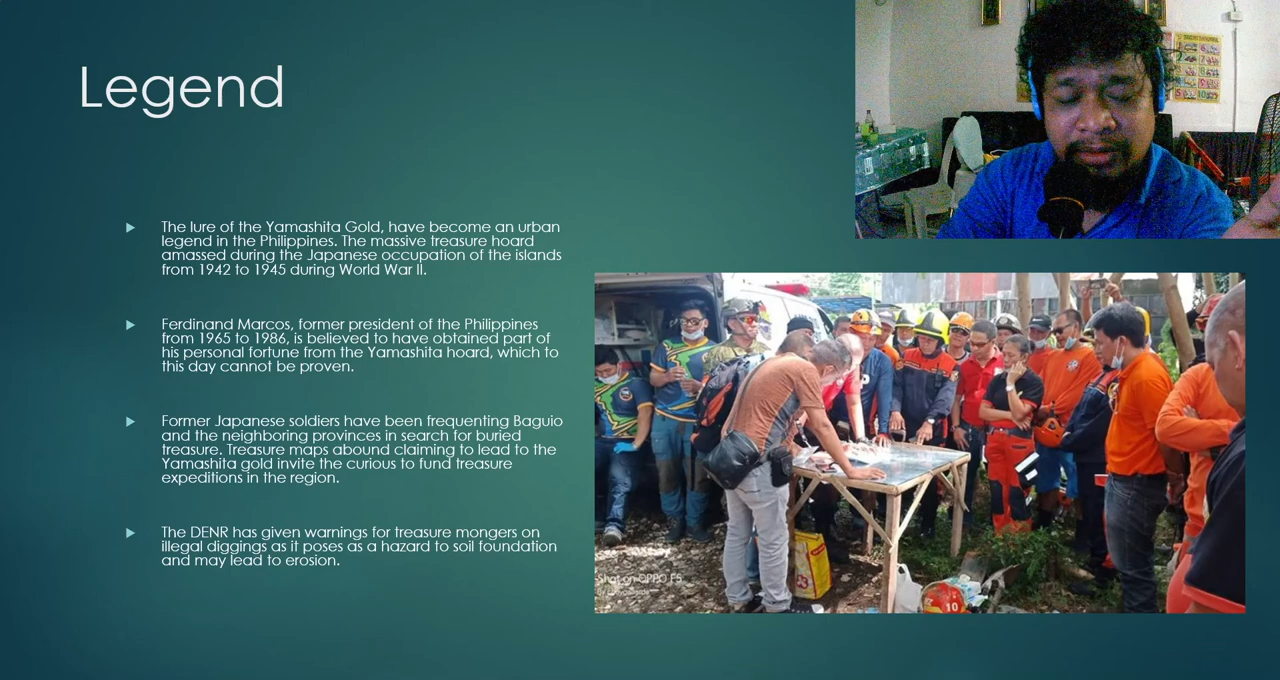 Legend
The lure of the Yamashita Gold, have become an urban
legend in the Philippines. The massive treasure hoard
amassed during the Japanese occupation of the islands
from 1942 to 1945 during World War II.
Ferdinand Marcos, former president of the Philippines
from 1965 to 1986, is believed to have obtained part of
his personal fortune from the Yamashita hoard, which to
this day cannot be proven.
Former Japanese soldiers have been frequenting Baguio
and the neighboring provinces in search for buried
treasure. Treasure maps abound claiming to lead to the
Yamashita gold invite the curious to fund treasure
expeditions in the region.
The DENR has given warnings for treasure mongers on
illegal diggings as it poses as a hazard to soil foundation
and may lead to erosion.
Shot on OPPO F5
10